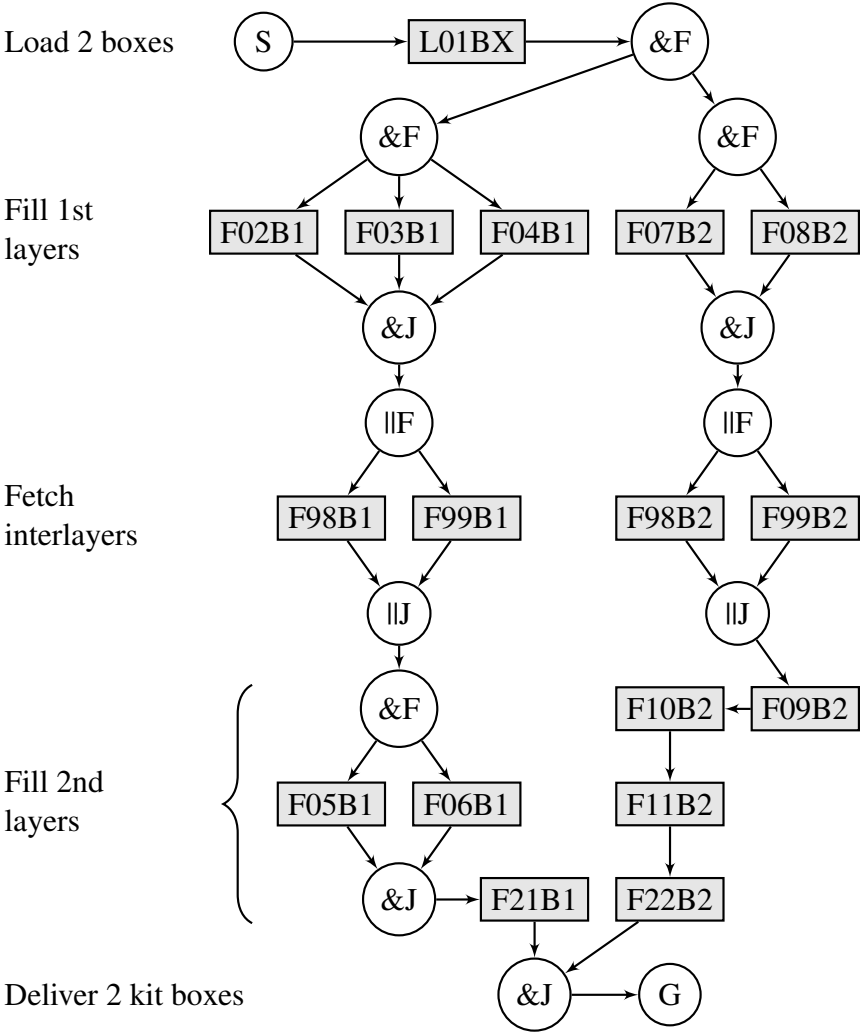 Load 2 boxes
S
L01BX
&F
&F
&F
Fill 1st
layers
F02B1
F03B1
F04B1
F07B2
F08B2
&J
&J
||F
||F
Fetch
interlayers
F98B1
F99B1
F98B2
F99B2
||J
||J
&F
F10B2
F09B2
Fill 2nd
layers
F05B1
F06B1
F11B2
&J
F21B1
F22B2
Deliver 2 kit boxes
&J
G